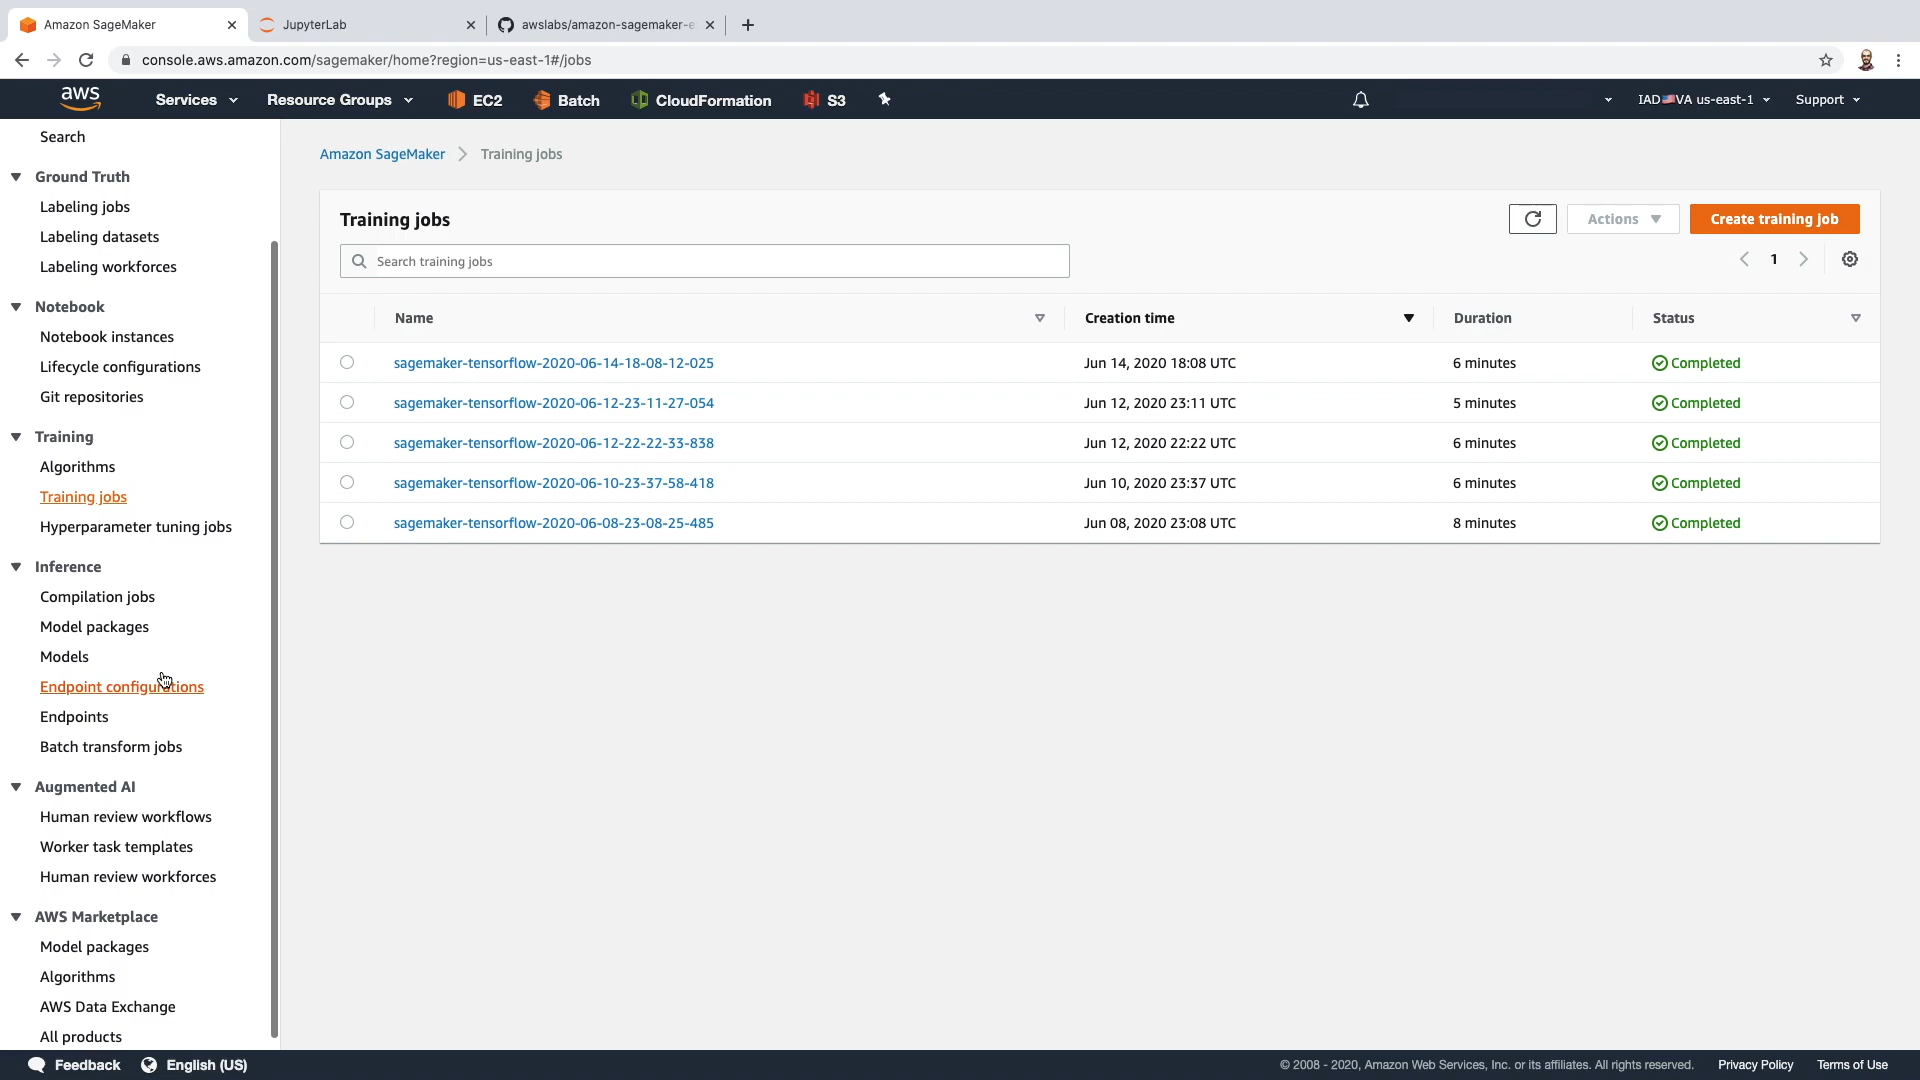 Amazon SageMaker
JupyterLab
awslabs/amazon-sagemaker-e
console.aws.amazon.com/sagemaker/home?region=us-east-1#/jobs
aws
Services
Resource Groups
EC2
Batch
CloudFormation
S3
IAD VA us-east-1
Support
Search
Ground Truth
Labeling jobs
Labeling datasets
Labeling workforces
Notebook
Notebook instances
Lifecycle configurations
Git repositories
Training
Algorithms
Training jobs
Hyperparameter tuning jobs
Inference
Compilation jobs
Model packages
Models
Endpoint configurations
Endpoints
Batch transform jobs
Augmented AI
Human review workflows
Worker task templates
Human review workforces
AWS Marketplace
Model packages
Algorithms
AWS Data Exchange
All products
Amazon SageMaker > Training jobs
Training jobs
Actions
Create training job
Search training jobs
1
Name Creation time Duration Status
sagemaker-tensorflow-2020-06-14-18-08-12-025 Jun 14, 2020 18:08 UTC 6 minutes Completed
sagemaker-tensorflow-2020-06-12-23-11-27-054 Jun 12, 2020 23:11 UTC 5 minutes Completed
sagemaker-tensorflow-2020-06-12-22-22-33-838 Jun 12, 2020 22:22 UTC 6 minutes Completed
sagemaker-tensorflow-2020-06-10-23-37-58-418 Jun 10, 2020 23:37 UTC 6 minutes Completed
sagemaker-tensorflow-2020-06-08-23-08-25-485 Jun 08, 2020 23:08 UTC 8 minutes Completed
Feedback
English (US)
© 2008 - 2020, Amazon Web Services, Inc. or its affiliates. All rights reserved.
Privacy Policy
Terms of Use